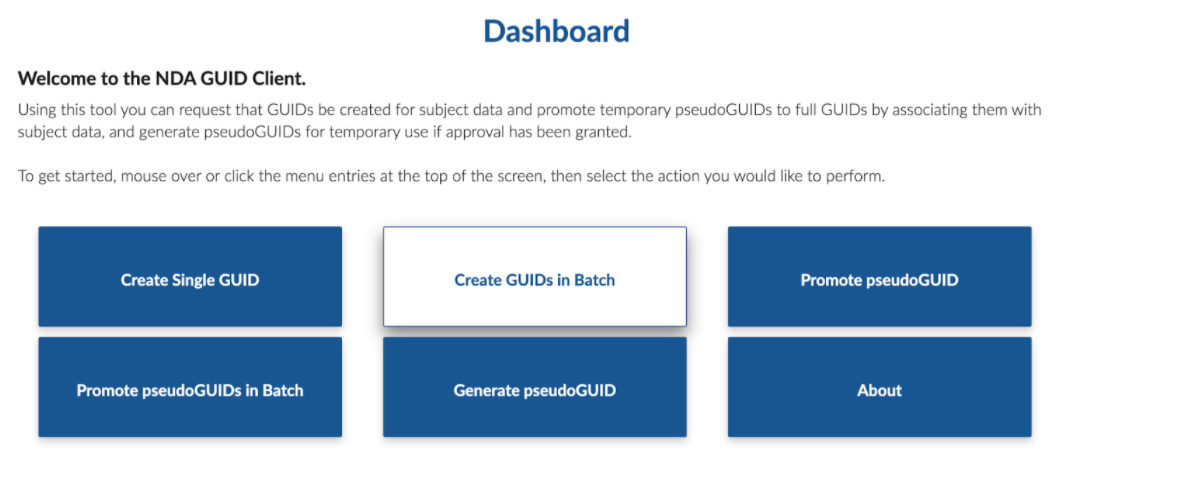 Dashboard
Welcome to the NDA GUID Client.
Using this tool you can request that GUIDs be created for subject data and promote temporary pseudoGUIDs to full GUIDs by associating them with
subject data, and generate pseudoGUIDs for temporary use if approval has been granted.
To get started, mouse over or click the menu entries at the top of the screen, then select the action you would like to perform.
Create Single GUID
Create GUIDs in Batch
Promote pseudoGUID
Promote pseudoGUIDs in Batch
Generate pseudoGUID
About